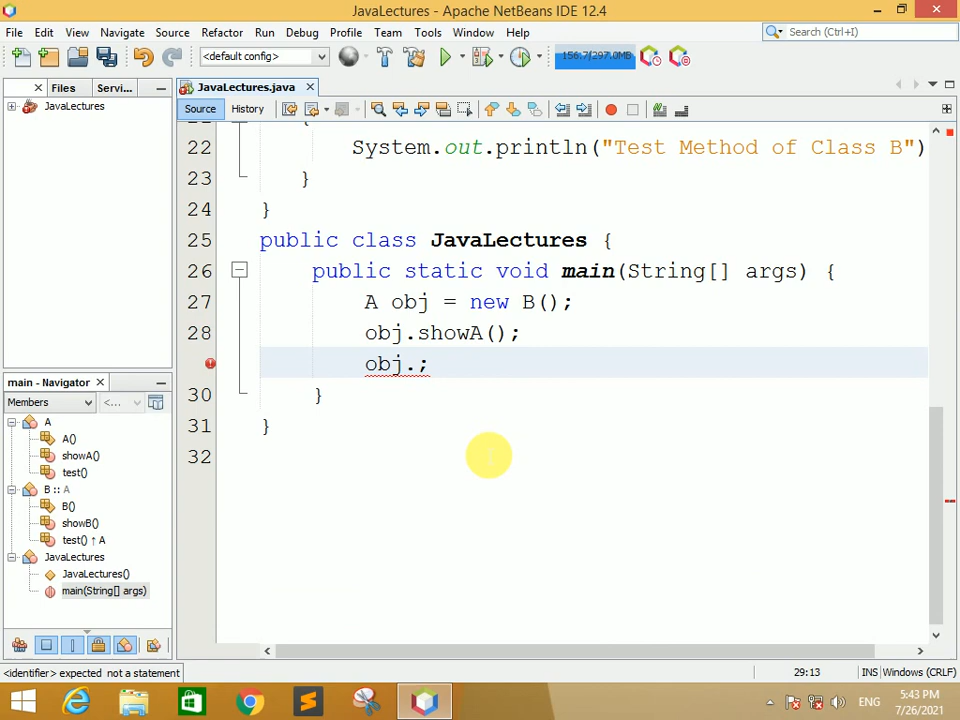 JavaLectures - Apache NetBeans IDE 12.4
File Edit View Navigate Source Refactor Run Debug Profile Team Tools Window Help
Search (Ctrl+I)
<default config>
156.7/297.0MB
Files Servi...
JavaLectures.java
JavaLectures
Source History
22 System.out.println("Test Method of Class B")
23 }
24 }
25 public class JavaLectures {
26 public static void main(String[] args) {
27 A obj = new B();
28 obj.showA();
obj.;
30 }
31 }
32
main - Navigator
Members
<...
A
A()
showA()
test()
B :: A
B()
showB()
test() ↑ A
JavaLectures
JavaLectures()
main(String[] args)
<identifier> expected not a statement
29:13
INS
Windows (CRLF)
ENG
5:43 PM
7/26/2021